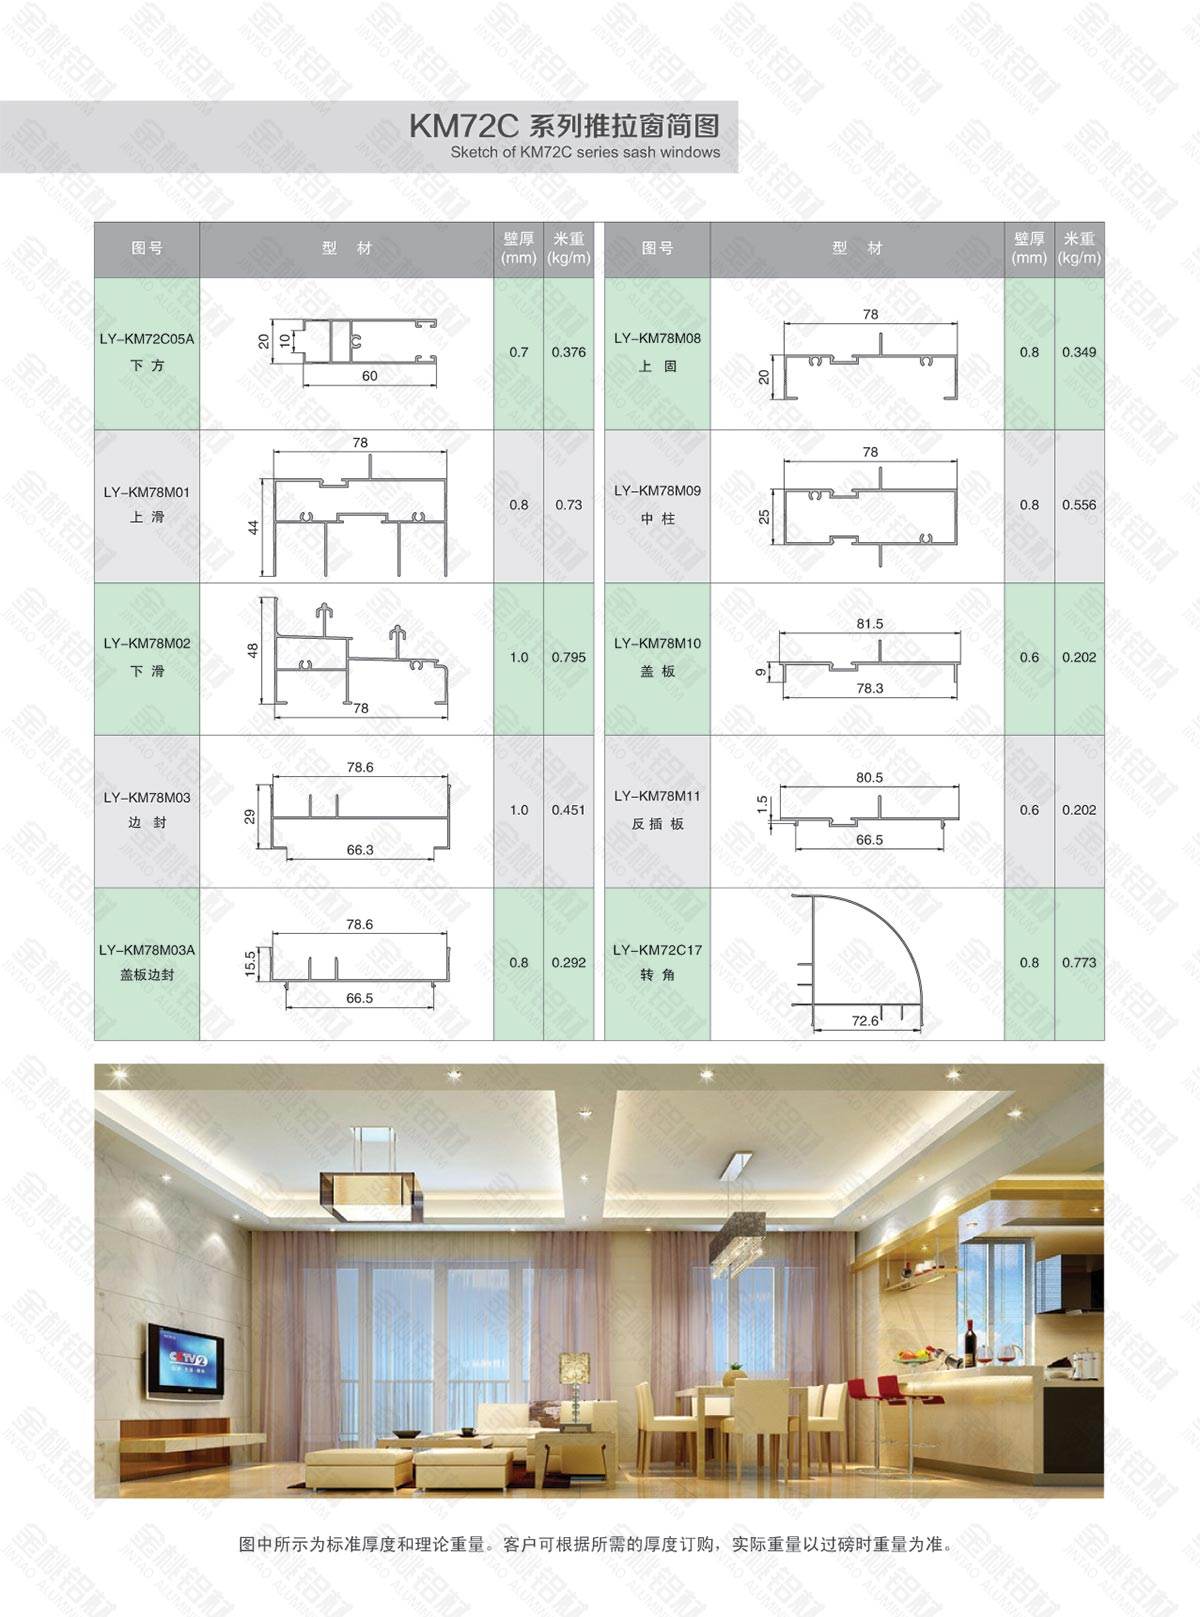 KM72C 系列推拉窗简图
Sketch of KM72C series sash windows
图号 型 材 壁厚 (mm) 米重 (kg/m)
LY-KM72C05A
下 方
20 10 60
0.7 0.376
LY-KM78M01
上 滑
78 44
0.8 0.73
LY-KM78M02
下 滑
48 78
1.0 0.795
LY-KM78M03
边 封
78.6 29 66.3
1.0 0.451
LY-KM78M03A
盖板边封
78.6 15.5 66.5
0.8 0.292
图号 型 材 壁厚 (mm) 米重 (kg/m)
LY-KM78M08
上 固
78 20
0.8 0.349
LY-KM78M09
中 柱
78 25
0.8 0.556
LY-KM78M10
盖 板
81.5 9 78.3
0.6 0.202
LY-KM78M11
反 插 板
80.5 1.5 66.5
0.6 0.202
LY-KM72C17
转 角
72.6
0.8 0.773
CCTV2
图中所示为标准厚度和理论重量。客户可根据所需的厚度订购，实际重量以过磅时重量为准。
金桃铝材
JINTAO ALUMINIUM